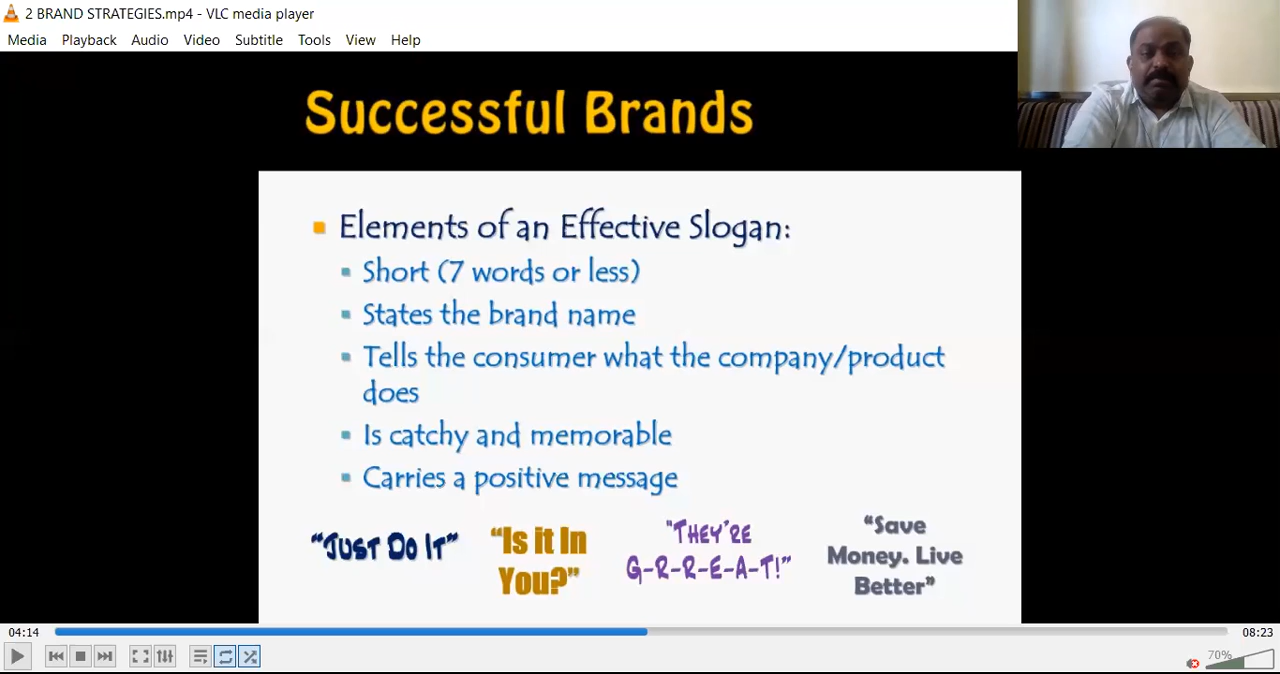 2 BRAND STRATEGIES.mp4 - VLC media player
Media Playback Audio Video Subtitle Tools View Help
Successful Brands
Elements of an Effective Slogan:
Short (7 words or less)
States the brand name
Tells the consumer what the company/product
does
Is catchy and memorable
Carries a positive message
"JUST DO IT"
"Is it In
You?"
"THEY'RE
G-R-R-E-A-T!"
"Save
Money. Live
Better"
04:14
08:23
70%